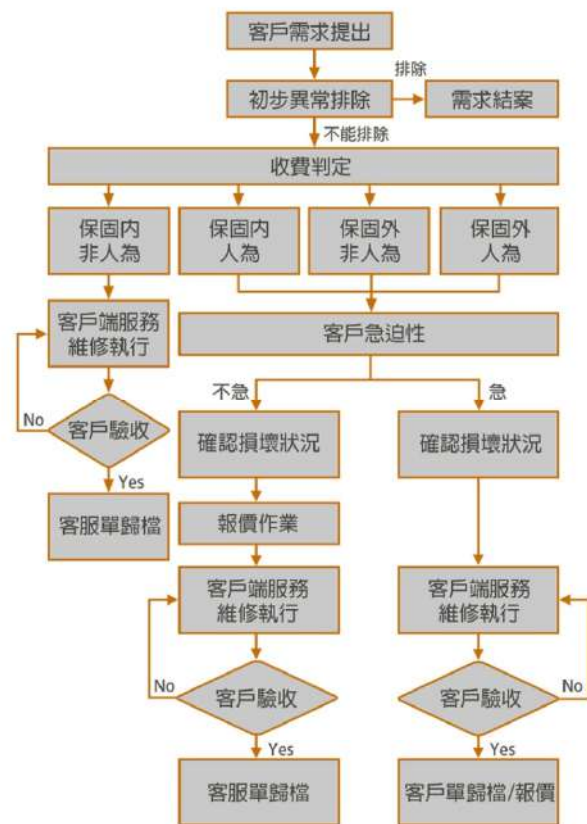 客戶需求提出
排除
初步異常排除
需求結案
不能排除
收費判定
保固內
非人為
保固內
人為
保固外
非人為
保固外
人為
客戶端服務
維修執行
客戶急迫性
不急
急
No
客戶驗收
確認損壞狀況
確認損壞狀況
Yes
客服單歸檔
報價作業
客戶端服務
維修執行
客戶端服務
維修執行
No
客戶驗收
客戶驗收
No
Yes
Yes
客服單歸檔
客戶單歸檔/報價